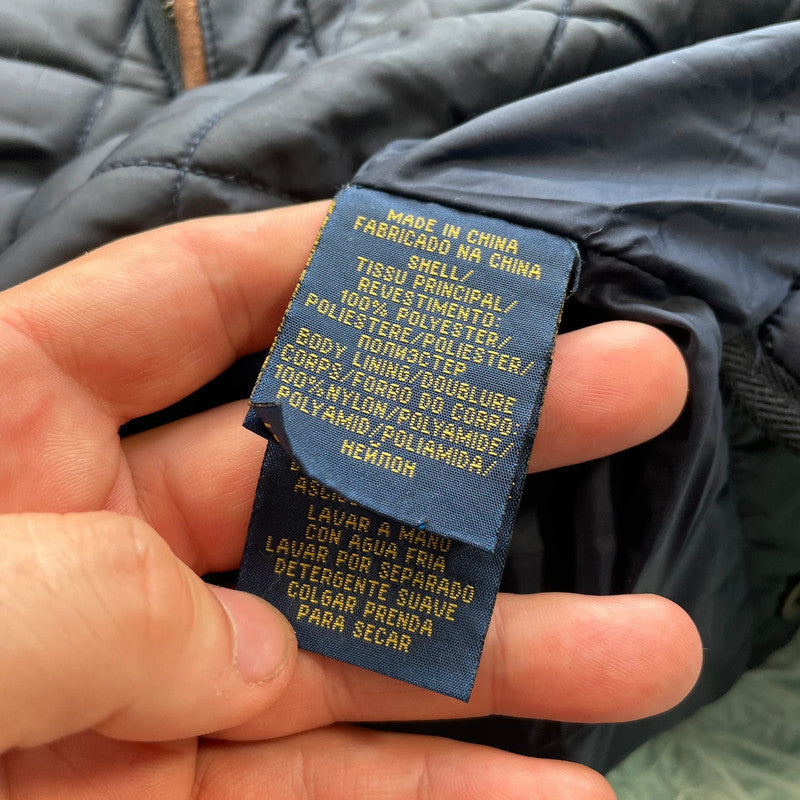 MADE IN CHINA
FABRICADO NA CHINA
SHELL/
TISSU PRINCIPAL/
REVESTIMENTO:
100% POLYESTER/
POLIESTERE/POLIESTER/
ПОЛИЭСТЕР
BODY LINING/DOUBLURE
CORPS/FORRO DO CORPO:
100%NYLON/POLYAMIDE/
POLYAMID/POLIAMIDA/
НЕЙЛОН
LAVAR A MANO
CON AGUA FRIA
LAVAR POR SEPARADO
DETERGENTE SUAVE
COLGAR PRENDA
PARA SECAR